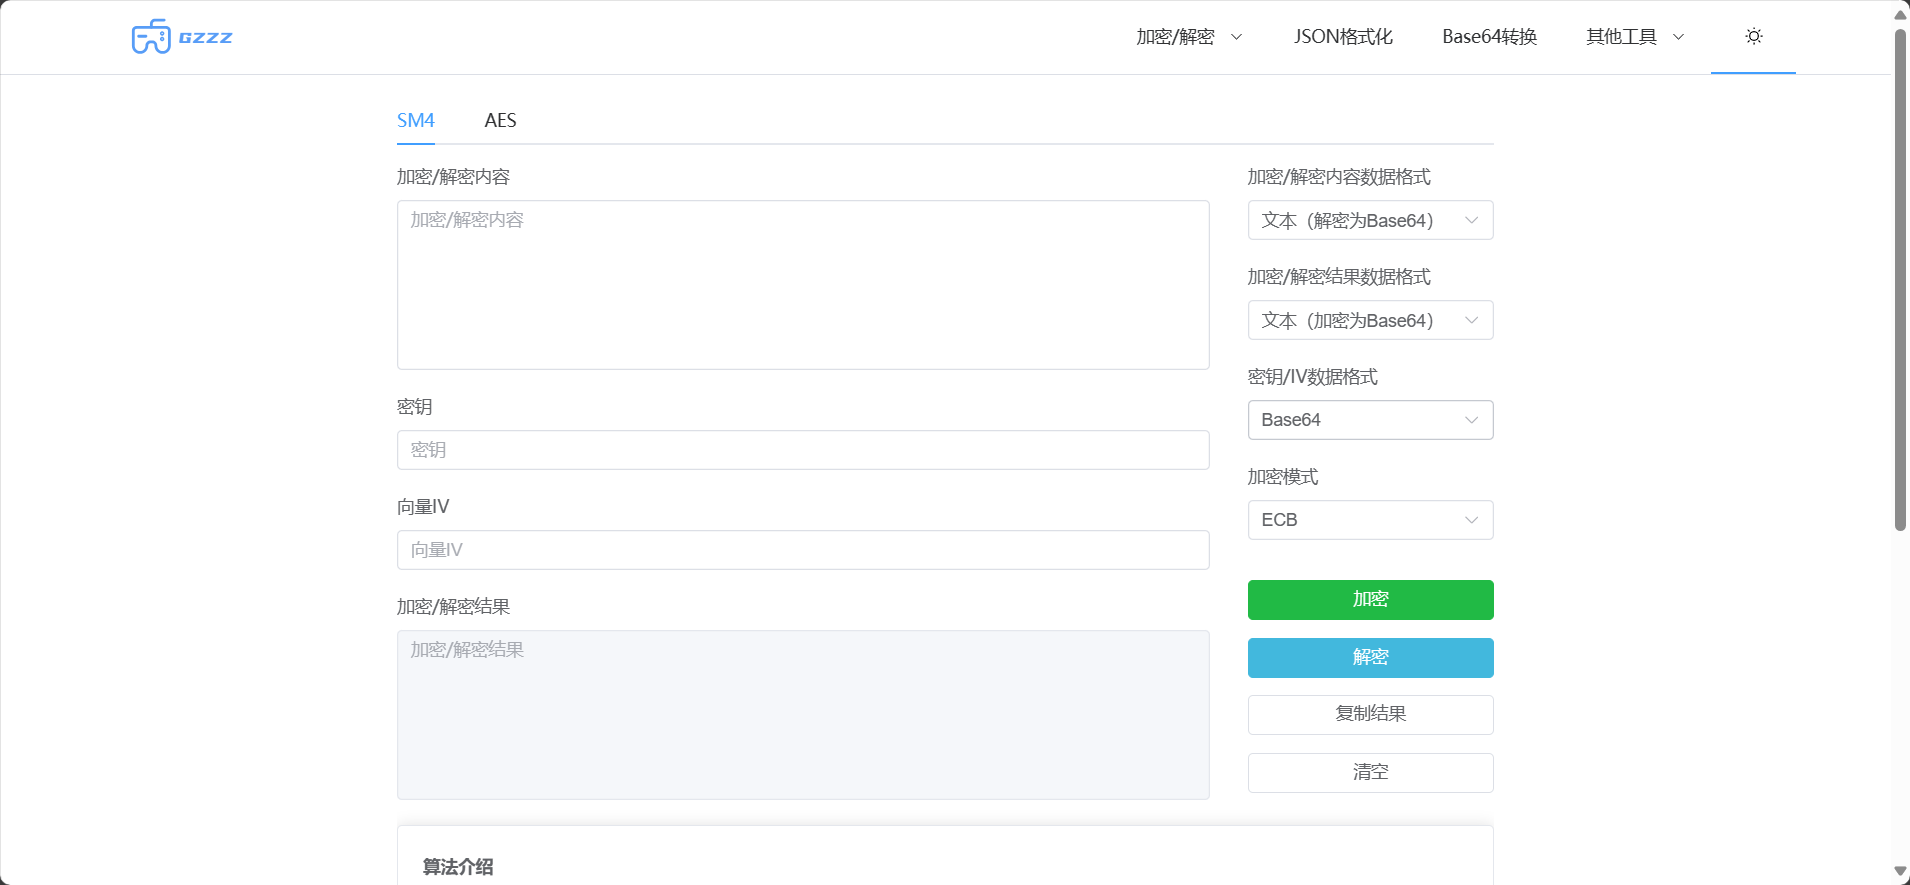 GZZZ
加密/解密
JSON格式化
Base64转换
其他工具
SM4
AES
加密/解密内容
加密/解密内容
加密/解密内容数据格式
文本（解密为Base64）
加密/解密结果数据格式
文本（加密为Base64）
密钥
密钥
密钥/IV数据格式
Base64
向量IV
向量IV
加密模式
ECB
加密/解密结果
加密/解密结果
加密
解密
复制结果
清空
算法介绍